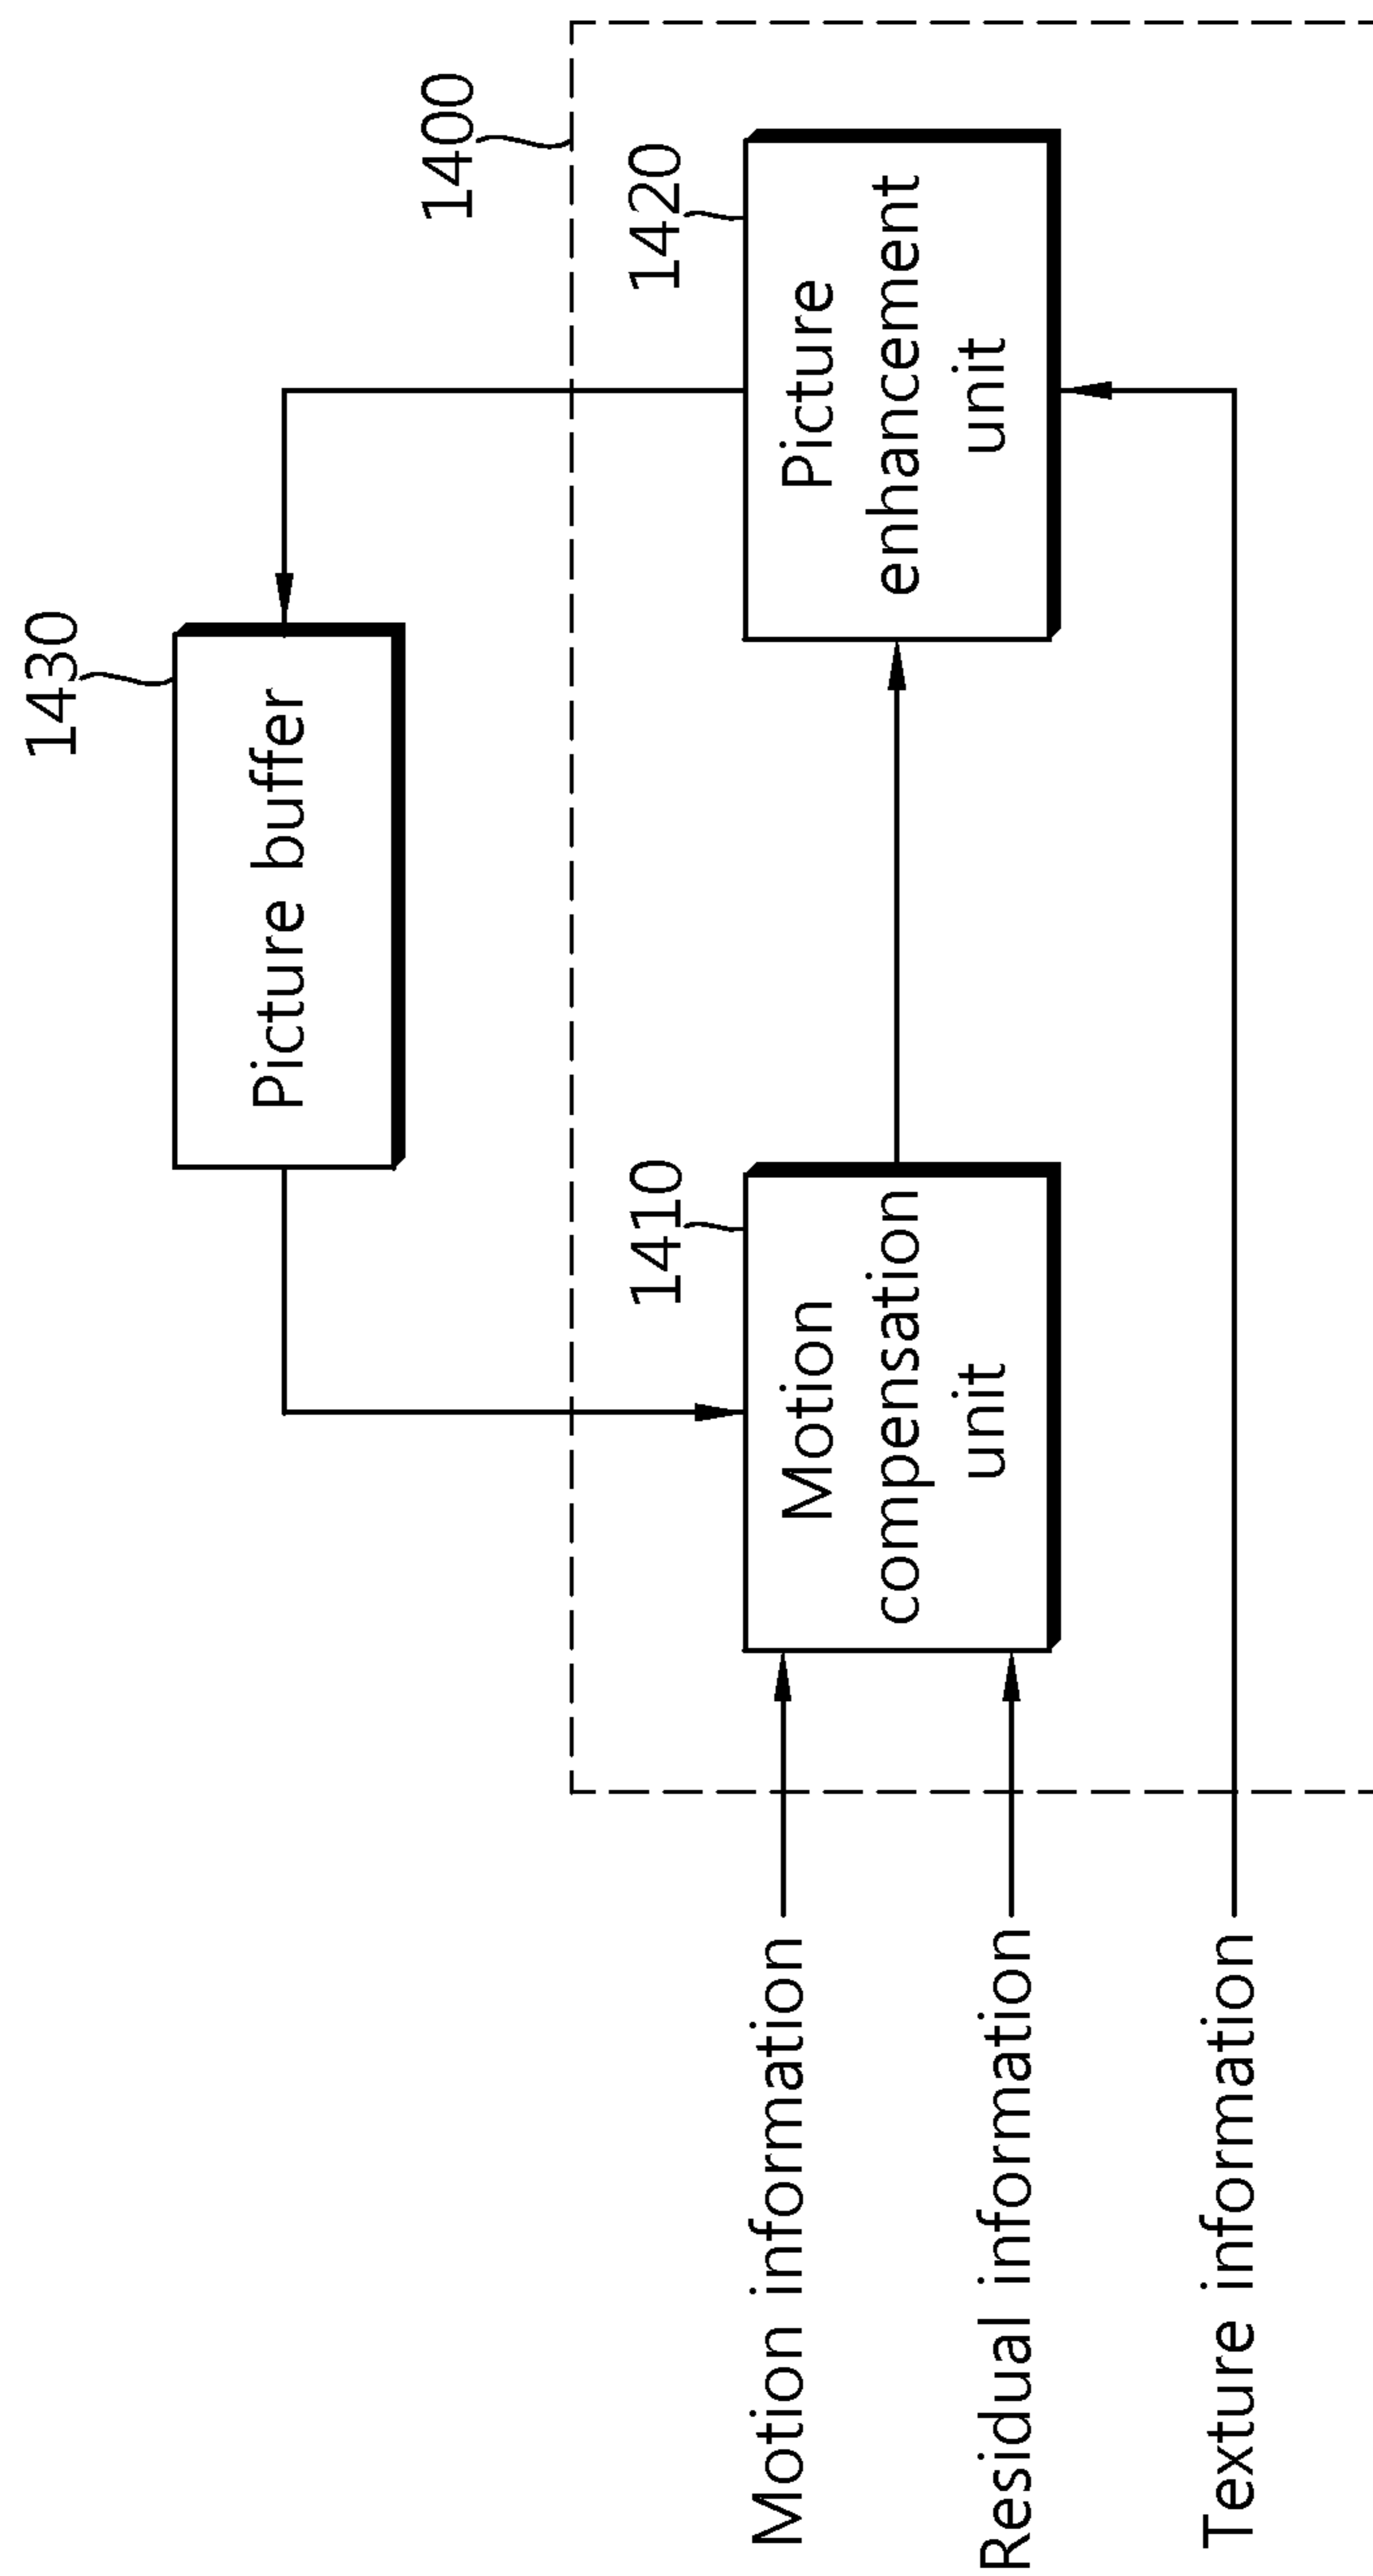 1430
Picture buffer
1400
1410
Motion
compensation
unit
1420
Picture
enhancement
unit
Motion information
Residual information
Texture information